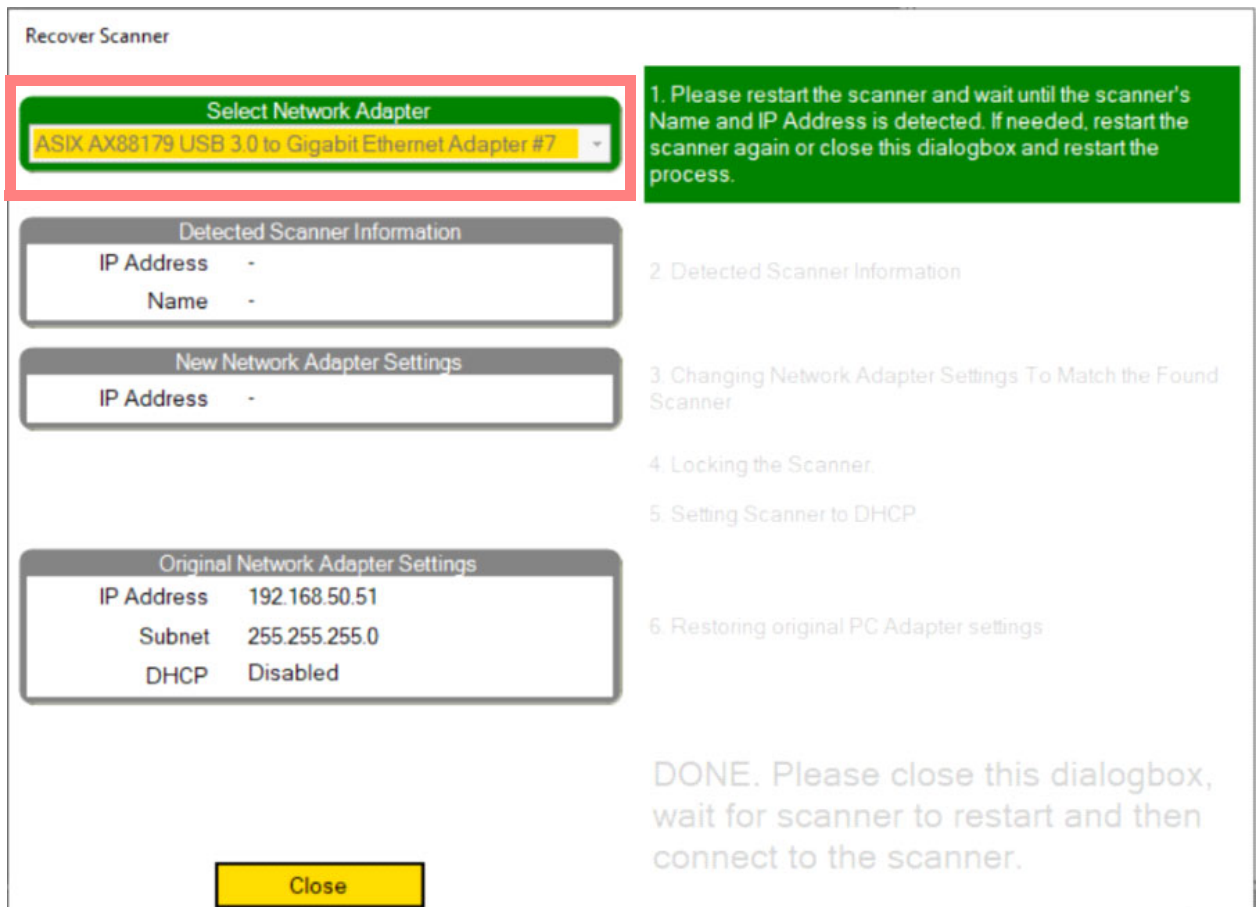 Recover Scanner
Select Network Adapter
ASIX AX88179 USB 3.0 to Gigabit Ethernet Adapter #7
1. Please restart the scanner and wait until the scanner's
Name and IP Address is detected. If needed, restart the
scanner again or close this dialogbox and restart the
process.
Detected Scanner Information
IP Address -
Name -
2. Detected Scanner Information
New Network Adapter Settings
IP Address -
3. Changing Network Adapter Settings To Match the Found
Scanner
4. Locking the Scanner.
5. Setting Scanner to DHCP
Original Network Adapter Settings
IP Address 192.168.50.51
Subnet 255.255.255.0
DHCP Disabled
6. Restoring original PC Adapter settings
DONE. Please close this dialogbox,
wait for scanner to restart and then
connect to the scanner.
Close